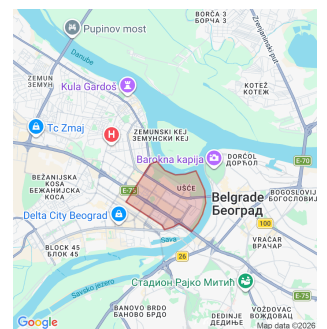 BORČA 3
БОРЧА 3
Pupinov most
Zrenjaninski put
Danube
ZEMUN
ЗЕМУН
Kula Gardoš
KOTEŽ
КОТЕЖ
Tc Zmaj
ZEMUNSKI KEJ
ЗЕМУНСКИ КЕЈ
Barokna kapija
DORĆOL
ДОРЋОЛ
E-70
BEŽANIJSKA
KOSA
БЕЖАНИЈСКА
КОСА
E-75
UŠĆE
Belgrade
Београд
BOGOSLOVIJA
БОГОСЛОВИЈА
Delta City Beograd
100
BLOCK 45
БЛОК 45
Sava
VRAČAR
ВРАЧАР
26
Savsko jezero
Стадион Рајко Митић
E-75
BANOVO BRDO
БАНОВО БРДО
DEDINJE
ДЕДИЊЕ
VOŽDOVAC
ВОЖДОВАЦ
Google
Map data ©2026